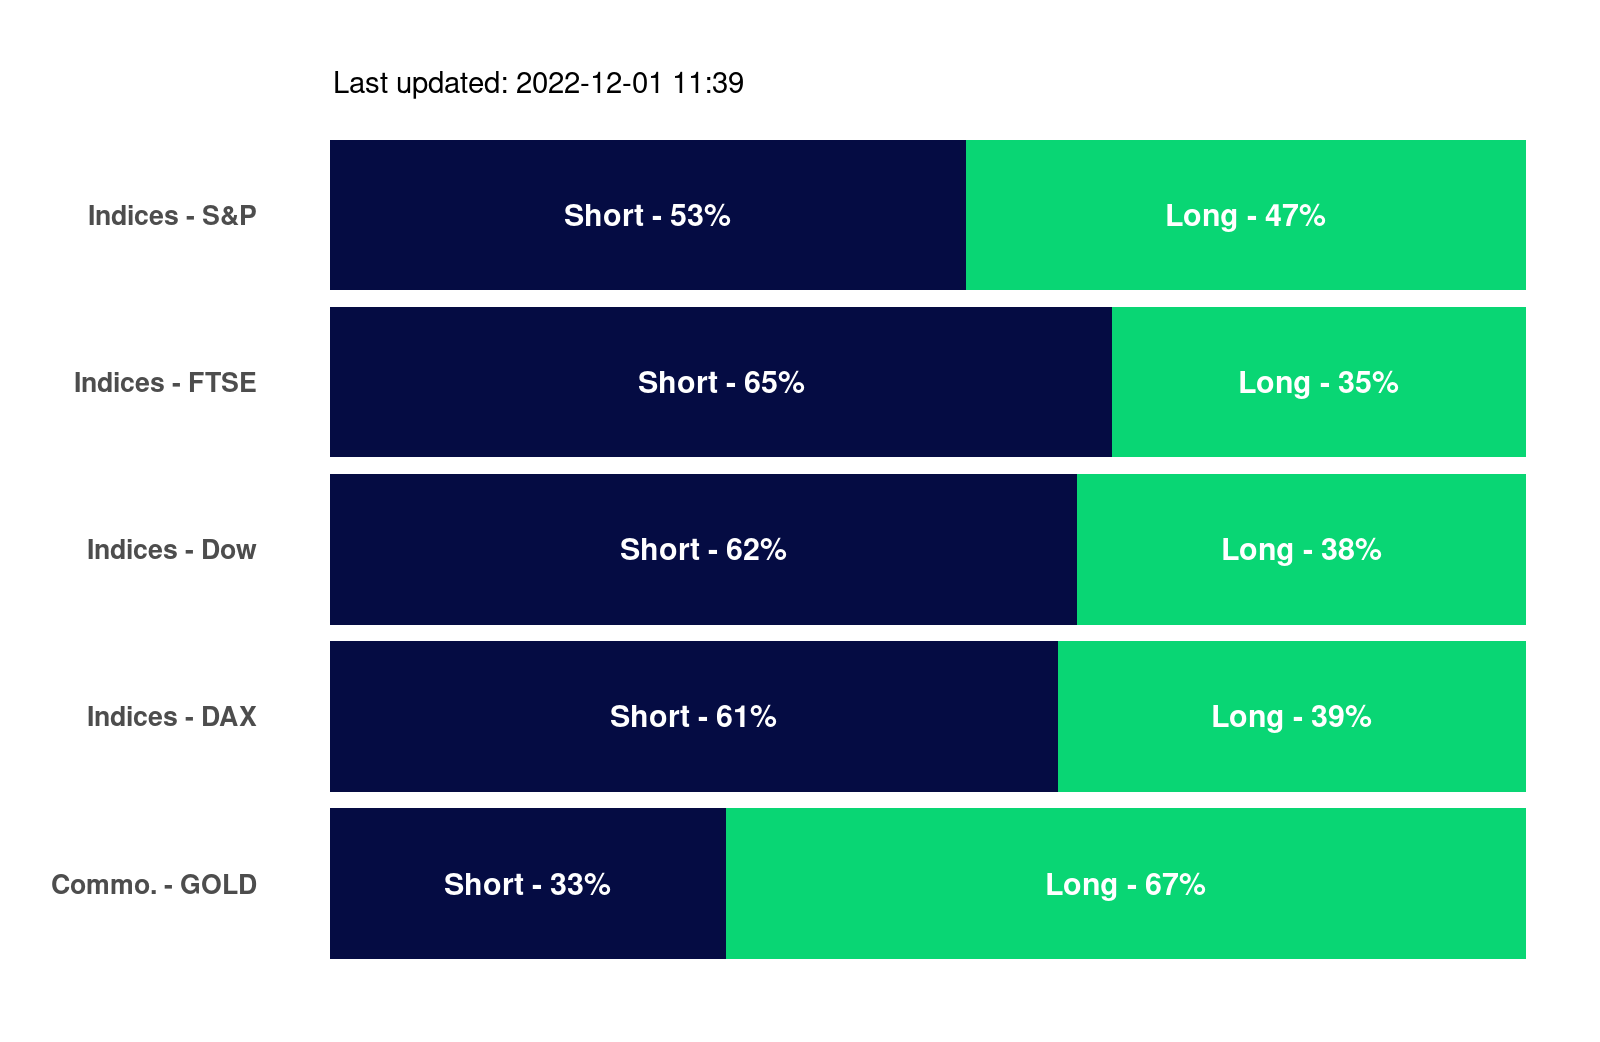 Last updated: 2022-12-01 11:39
Indices - S&P Short - 53% Long - 47%
Indices - FTSE Short - 65% Long - 35%
Indices - Dow Short - 62% Long - 38%
Indices - DAX Short - 61% Long - 39%
Commo. - GOLD Short - 33% Long - 67%